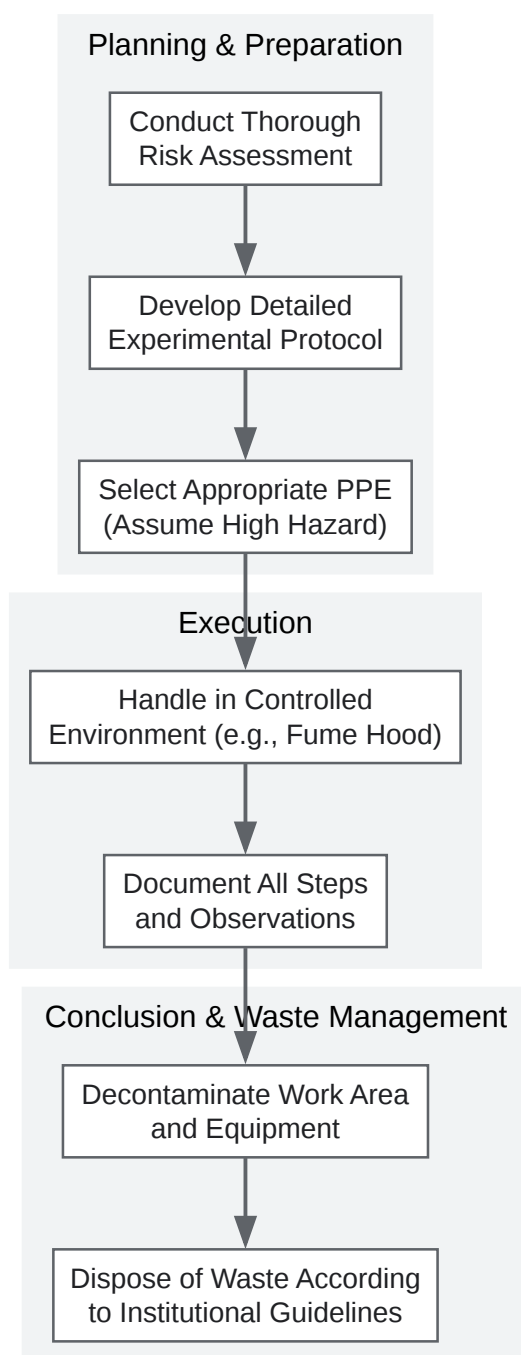 Planning & Preparation
Conduct Thorough
Risk Assessment
Develop Detailed
Experimental Protocol
Select Appropriate PPE
(Assume High Hazard)
Execution
Handle in Controlled
Environment (e.g., Fume Hood)
Document All Steps
and Observations
Conclusion & Waste Management
Decontaminate Work Area
and Equipment
Dispose of Waste According
to Institutional Guidelines